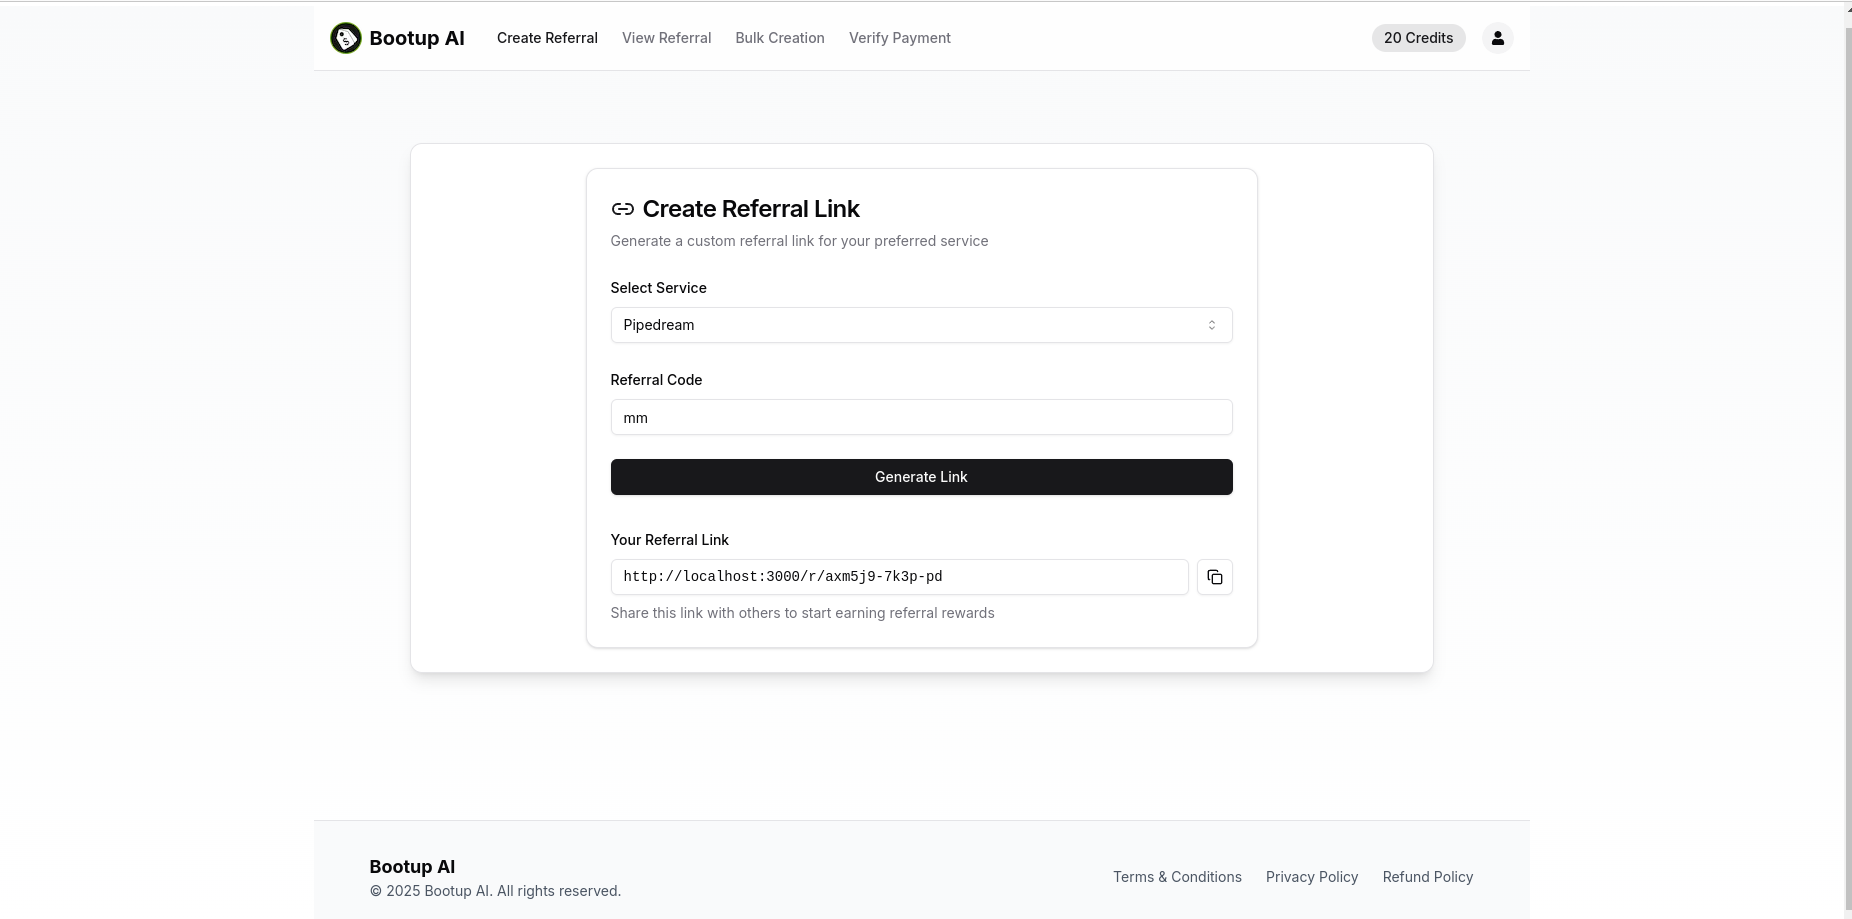 Bootup AI
Create Referral
View Referral
Bulk Creation
Verify Payment
20 Credits
Create Referral Link
Generate a custom referral link for your preferred service
Select Service
Pipedream
Referral Code
mm
Generate Link
Your Referral Link
http://localhost:3000/r/axm5j9-7k3p-pd
Share this link with others to start earning referral rewards
Bootup AI
© 2025 Bootup AI. All rights reserved.
Terms & Conditions
Privacy Policy
Refund Policy